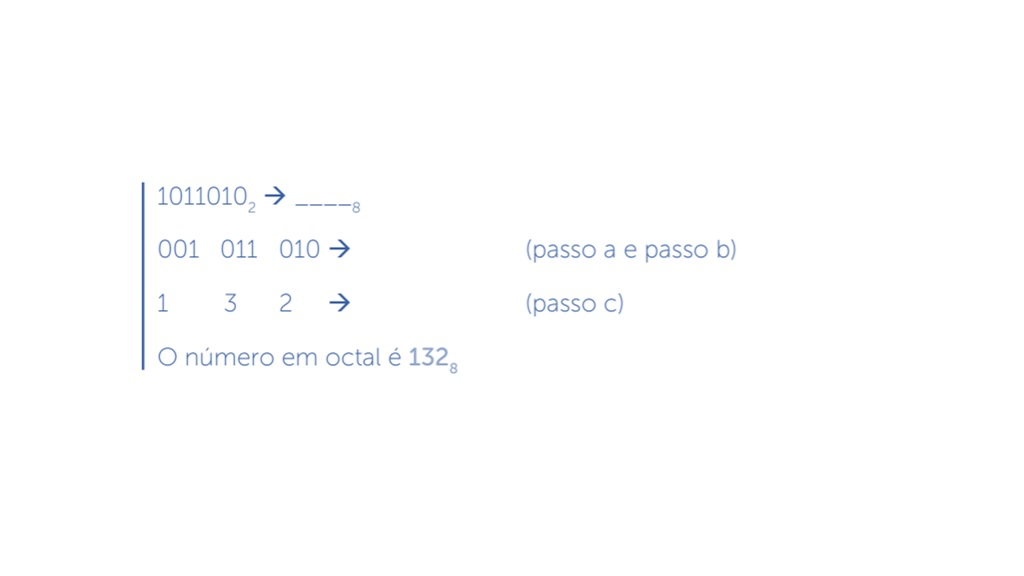 1011010₂ → ____₈
001 011 010 → (passo a e passo b)
1 3 2 → (passo c)
O número em octal é 132₈